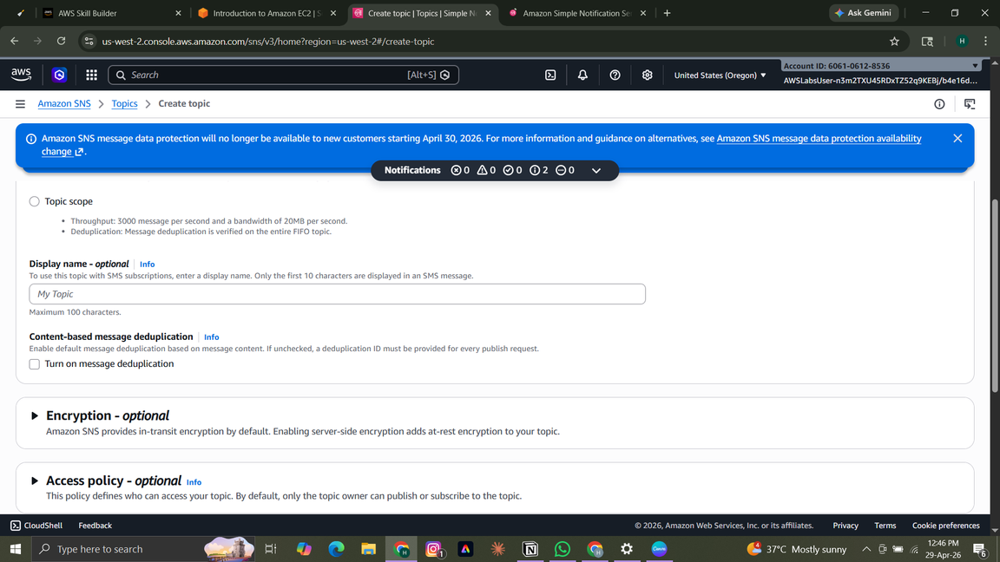 AWS Skill Builder
Introduction to Amazon EC2 | S
Create topic | Topics | Simple N
Amazon Simple Notification Se
Ask Gemini
us-west-2.console.aws.amazon.com/sns/v3/home?region=us-west-2#/create-topic
H
aws
Search
[Alt+S]
United States (Oregon)
Account ID: 6061-0612-8536
AWSLabsUser-n3m2TXU45RDxTZ52q9KEBj/b4e16d...
Amazon SNS
Topics
Create topic
Amazon SNS message data protection will no longer be available to new customers starting April 30, 2026. For more information and guidance on alternatives, see Amazon SNS message data protection availability
change.
Notifications 0 0 0 2 0
Topic scope
• Throughput: 3000 message per second and a bandwidth of 20MB per second.
• Deduplication: Message deduplication is verified on the entire FIFO topic.
Display name - optional Info
To use this topic with SMS subscriptions, enter a display name. Only the first 10 characters are displayed in an SMS message.
My Topic
Maximum 100 characters.
Content-based message deduplication Info
Enable default message deduplication based on message content. If unchecked, a deduplication ID must be provided for every publish request.
Turn on message deduplication
Encryption - optional
Amazon SNS provides in-transit encryption by default. Enabling server-side encryption adds at-rest encryption to your topic.
Access policy - optional Info
This policy defines who can access your topic. By default, only the topic owner can publish or subscribe to the topic.
CloudShell Feedback © 2026, Amazon Web Services, Inc. or its affiliates. Privacy Terms Cookie preferences
Type here to search
1
4
37°C Mostly sunny
12:46 PM
29-Apr-26
6